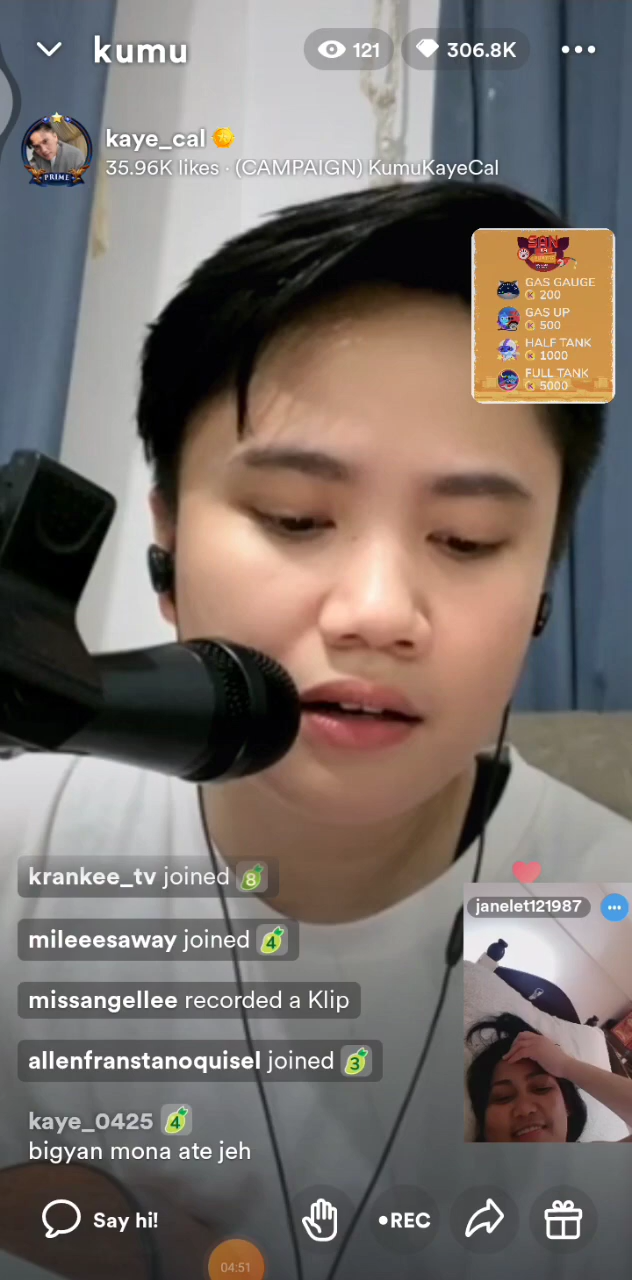 kumu
121
306.8K
kaye_cal
35.96K likes · (CAMPAIGN) KumuKayeCal
PRIME
GAS GAUGE
200
GAS UP
500
HALF TANK
1000
FULL TANK
5000
krankee_tv joined 8
mileeesaway joined 4
missangellee recorded a Klip
allenfranstanoquisel joined 3
kaye_0425 4
bigyan mona ate jeh
janelet121987
Say hi!
•REC
04:51